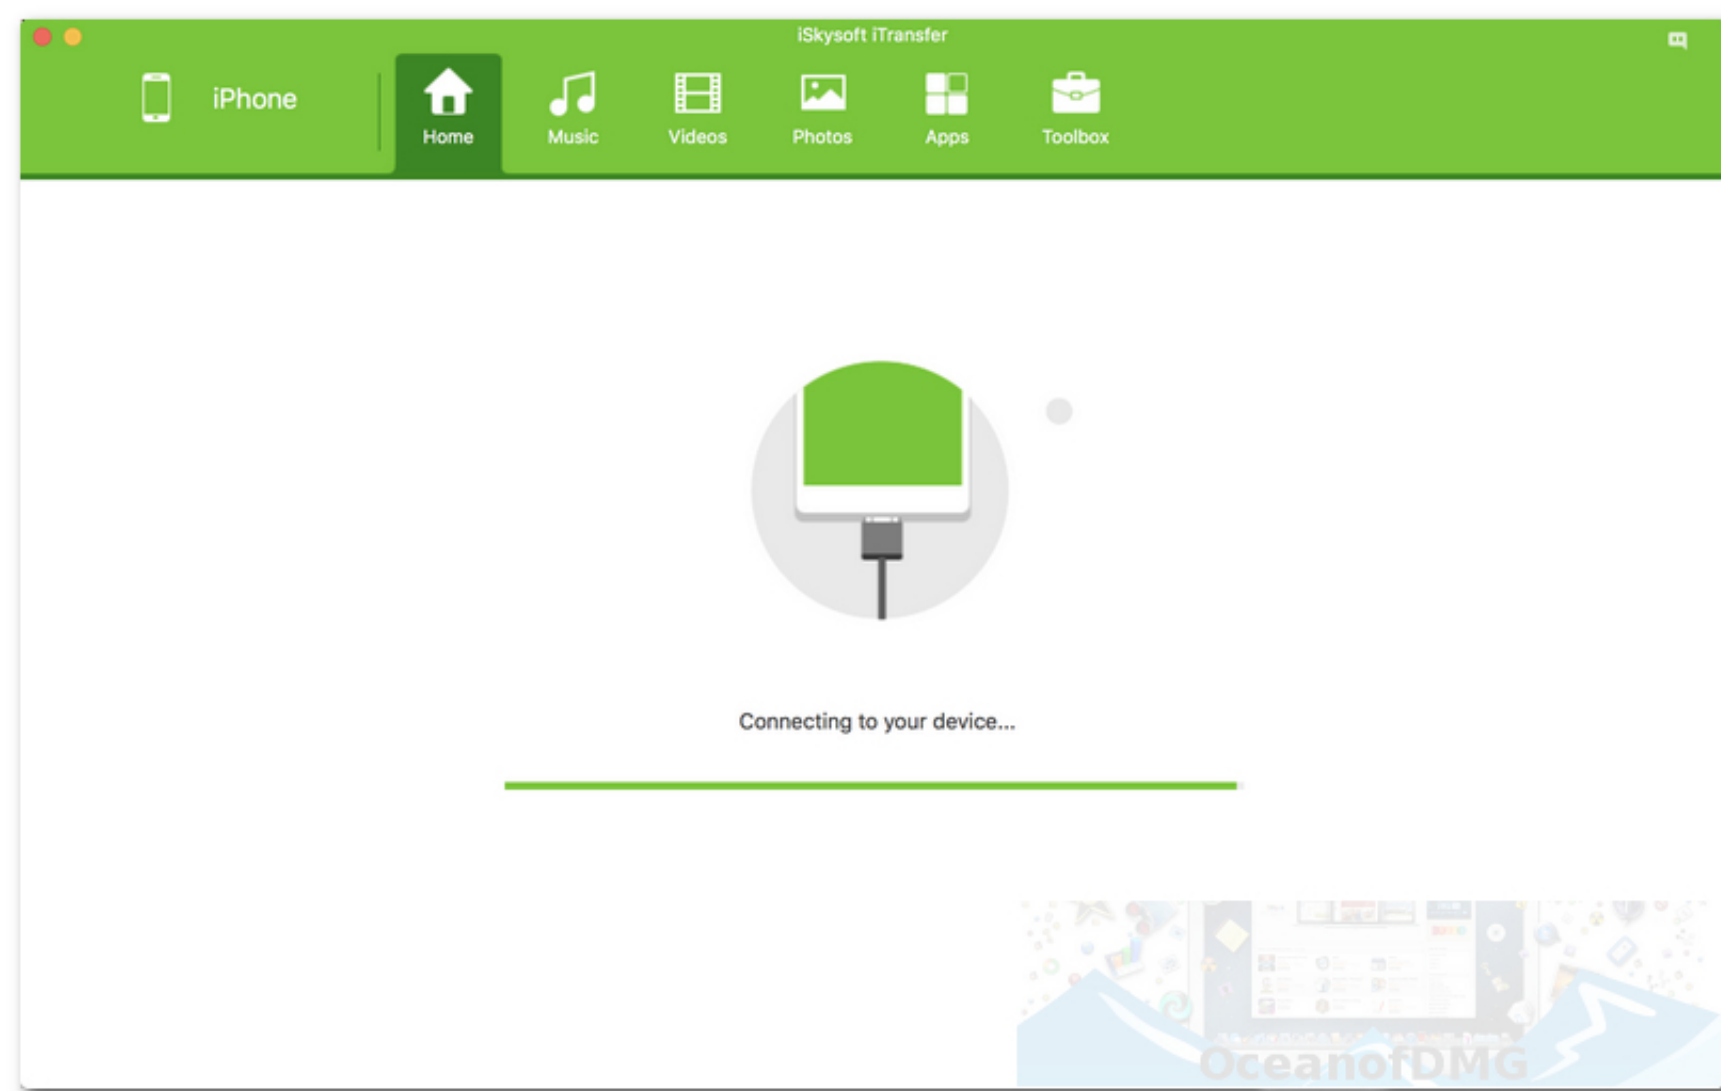 iSkysoft iTransfer
iPhone
Home
Music
Videos
Photos
Apps
Toolbox
Connecting to your device...
OceanofDMG